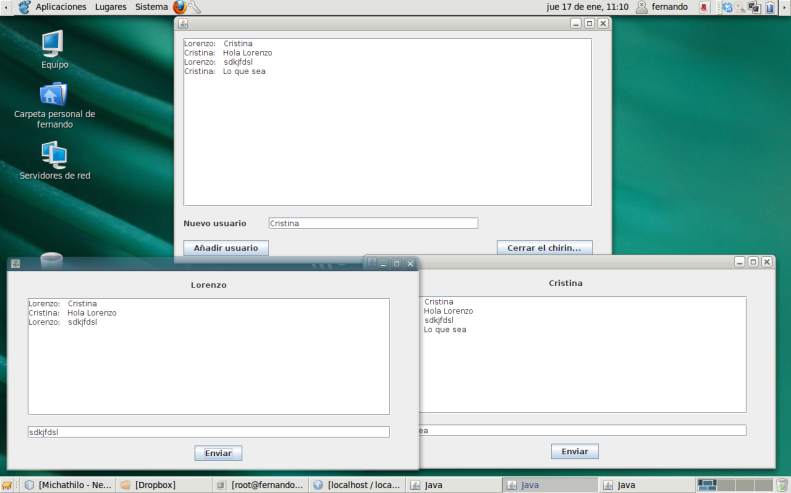 Aplicaciones Lugares Sistema
jue 17 de ene, 11:10 fernando
Equipo
Carpeta personal de
fernando
Servidores de red
Lorenzo: Cristina
Cristina: Hola Lorenzo
Lorenzo: sdkjfdsl
Cristina: Lo que sea
Nuevo usuario Cristina
Añadir usuario Cerrar el chirin...
Lorenzo
Lorenzo: Cristina
Cristina: Hola Lorenzo
Lorenzo: sdkjfdsl
sdkjfdsl
Enviar
Cristina
Cristina
Hola Lorenzo
sdkjfdsl
Lo que sea
ea
Enviar
[Michathilo - Ne... [Dropbox] [root@fernando... [localhost / loca... Java Java Java